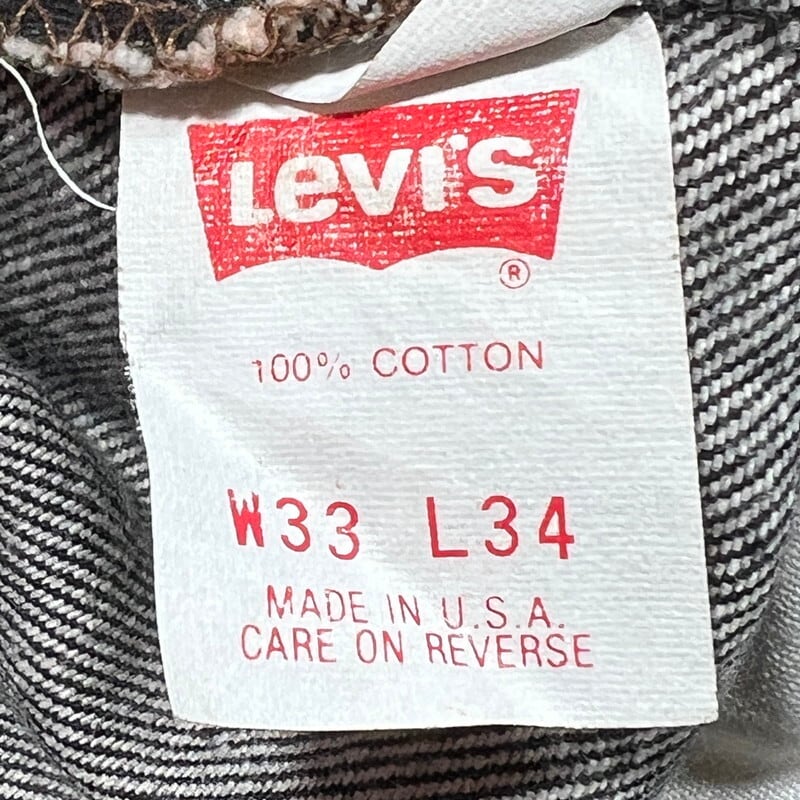 Levi's
®
100% COTTON
W33 L34
MADE IN U.S.A.
CARE ON REVERSE